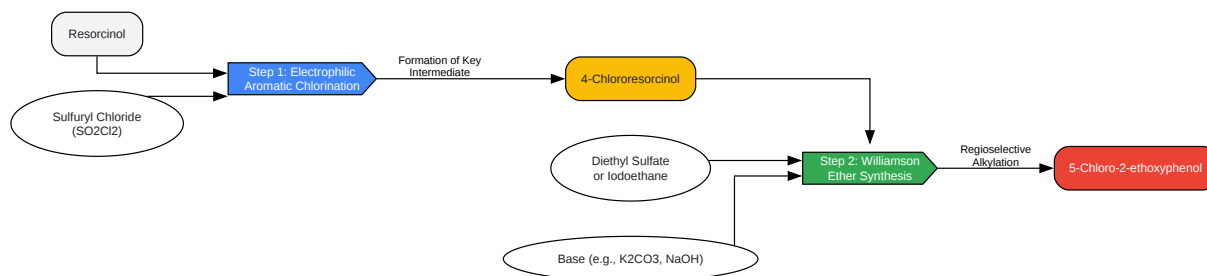 Resorcinol
Sulfuryl Chloride
(SO2Cl2)
Step 1: Electrophilic
Aromatic Chlorination
Formation of Key
Intermediate
4-Chlororesorcinol
Diethyl Sulfate
or Iodoethane
Base (e.g., K2CO3, NaOH)
Step 2: Williamson
Ether Synthesis
Regioselective
Alkylation
5-Chloro-2-ethoxyphenol